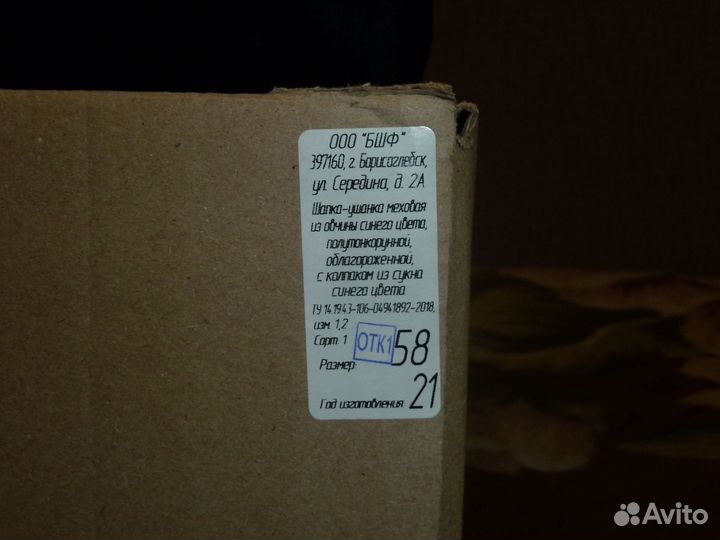 ООО "БШФ"
397160, г. Борисоглебск,
ул. Середина, д. 2А
Шапка-ушанка меховая
из овчины синего цвета,
полутонкорунной,
облагороженной,
с колпаком из сукна
синего цвета
ТУ 14.19.43-106-04941892-2018,
изм. 1,2
Сорт: 1
ОТК1
Размер: 58
Год изготовления 21
Avito